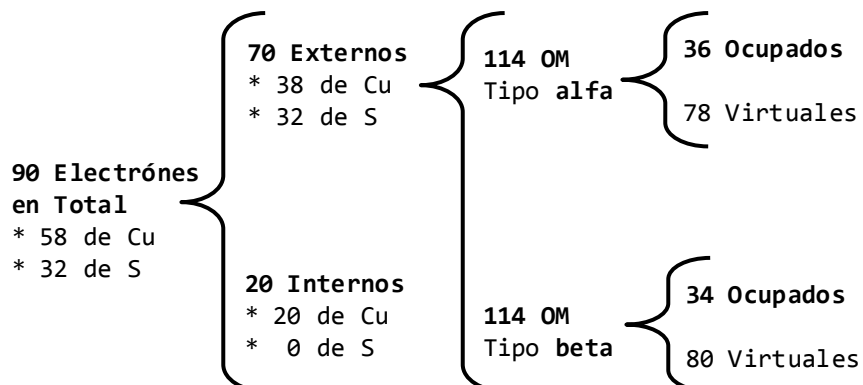 90 Electrónes
en Total
* 58 de Cu
* 32 de S
70 Externos
* 38 de Cu
* 32 de S
20 Internos
* 20 de Cu
* 0 de S
114 OM
Tipo alfa
114 OM
Tipo beta
36 Ocupados
78 Virtuales
34 Ocupados
80 Virtuales